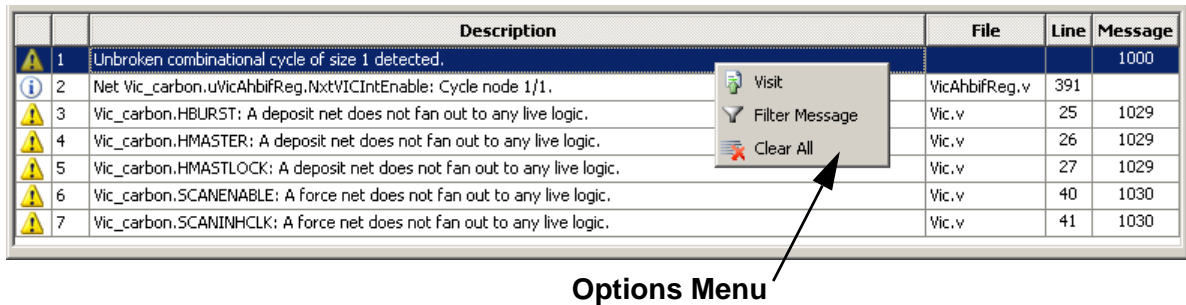 Description File Line Message
1 Unbroken combinational cycle of size 1 detected. 1000
2 Net Vic_carbon.uVicAhbifReg.NxtVICIntEnable: Cycle node 1/1. VicAhbifReg.v 391
3 Vic_carbon.HBURST: A deposit net does not fan out to any live logic. Vic.v 25 1029
4 Vic_carbon.HMASTER: A deposit net does not fan out to any live logic. Vic.v 26 1029
5 Vic_carbon.HMASTLOCK: A deposit net does not fan out to any live logic. Vic.v 27 1029
6 Vic_carbon.SCANENABLE: A force net does not fan out to any live logic. Vic.v 40 1030
7 Vic_carbon.SCANINHCLK: A force net does not fan out to any live logic. Vic.v 41 1030
Visit
Filter Message
Clear All
Options Menu